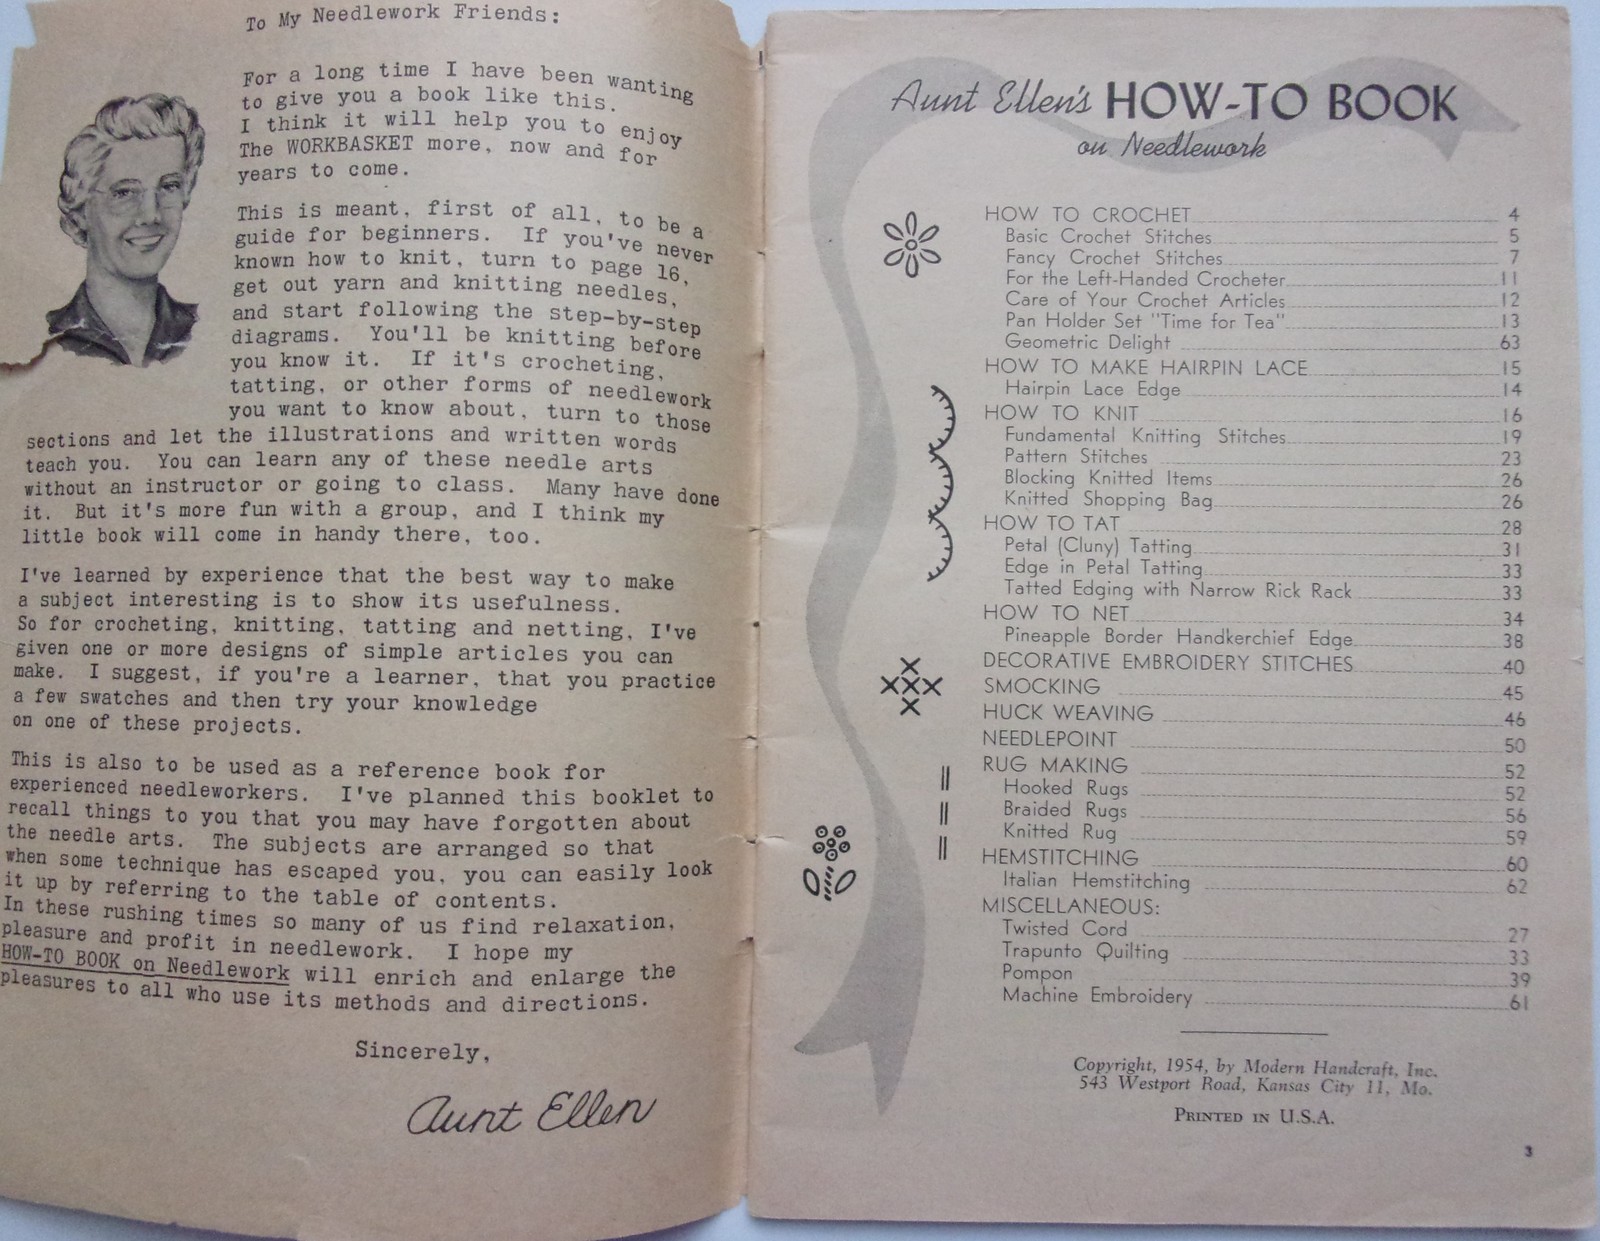 To My Needlework Friends:
For a long time I have been wanting
to give you a book like this.
I think it will help you to enjoy
The WORKBASKET more, now and for
years to come.
This is meant, first of all, to be a
guide for beginners. If you've never
known how to knit, turn to page 16,
get out yarn and knitting needles,
and start following the step-by-step
diagrams. You'll be knitting before
you know it. If it's crocheting,
tatting, or other forms of needlework
you want to know about, turn to those
sections and let the illustrations and written words
teach you. You can learn any of these needle arts
without an instructor or going to class. Many have done
it. But it's more fun with a group, and I think my
little book will come in handy there, too.
I've learned by experience that the best way to make
a subject interesting is to show its usefulness.
So for crocheting, knitting, tatting and netting, I've
given one or more designs of simple articles you can
make. I suggest, if you're a learner, that you practice
a few swatches and then try your knowledge
on one of these projects.
This is also to be used as a reference book for
experienced needleworkers. I've planned this booklet to
recall things to you that you may have forgotten about
the needle arts. The subjects are arranged so that
when some technique has escaped you, you can easily look
it up by referring to the table of contents.
In these rushing times so many of us find relaxation,
pleasure and profit in needlework. I hope my
HOW-TO BOOK on Needlework will enrich and enlarge the
pleasures to all who use its methods and directions.
Sincerely,
Aunt Ellen
Aunt Ellen's HOW-TO BOOK
on Needlework
HOW TO CROCHET 4
Basic Crochet Stitches 5
Fancy Crochet Stitches 7
For the Left-Handed Crocheter 11
Care of Your Crochet Articles 12
Pan Holder Set "Time for Tea" 13
Geometric Delight 63
HOW TO MAKE HAIRPIN LACE 15
Hairpin Lace Edge 14
HOW TO KNIT 16
Fundamental Knitting Stitches 19
Pattern Stitches 23
Blocking Knitted Items 26
Knitted Shopping Bag 26
HOW TO TAT 28
Petal (Cluny) Tatting 31
Edge in Petal Tatting 33
Tatted Edging with Narrow Rick Rack 33
HOW TO NET 34
Pineapple Border Handkerchief Edge 38
DECORATIVE EMBROIDERY STITCHES 40
SMOCKING 45
HUCK WEAVING 46
NEEDLEPOINT 50
RUG MAKING 52
Hooked Rugs 52
Braided Rugs 56
Knitted Rug 59
HEMSTITCHING 60
Italian Hemstitching 62
MISCELLANEOUS:
Twisted Cord 27
Trapunto Quilting 33
Pompon 39
Machine Embroidery 61
Copyright, 1954, by Modern Handcraft, Inc.
543 Westport Road, Kansas City 11, Mo.
PRINTED IN U.S.A.
3